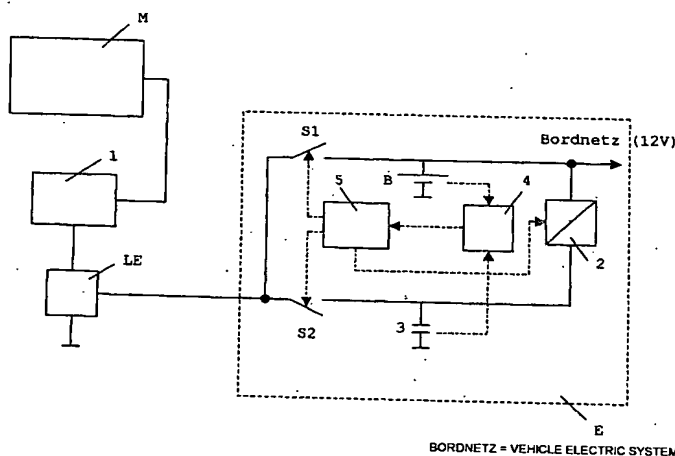 M
1
LE
S1
Bordnetz (12V)
B
5
4
2
S2
3
E
BORDNETZ = VEHICLE ELECTRIC SYSTEM